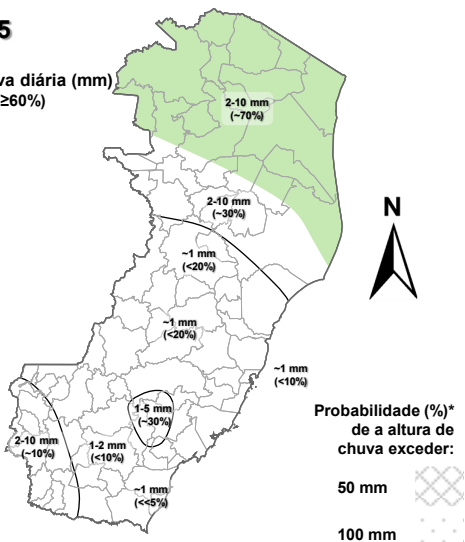 5
va diária (mm)
≥60%)
2-10 mm
(~70%)
2-10 mm
(~30%)
~1 mm
(<20%)
~1 mm
(<20%)
~1 mm
(<10%)
1-5 mm
(~30%)
2-10 mm
(~10%)
1-2 mm
(<10%)
~1 mm
(<<5%)
N
Probabilidade (%)*
de a altura de
chuva exceder:
50 mm
100 mm